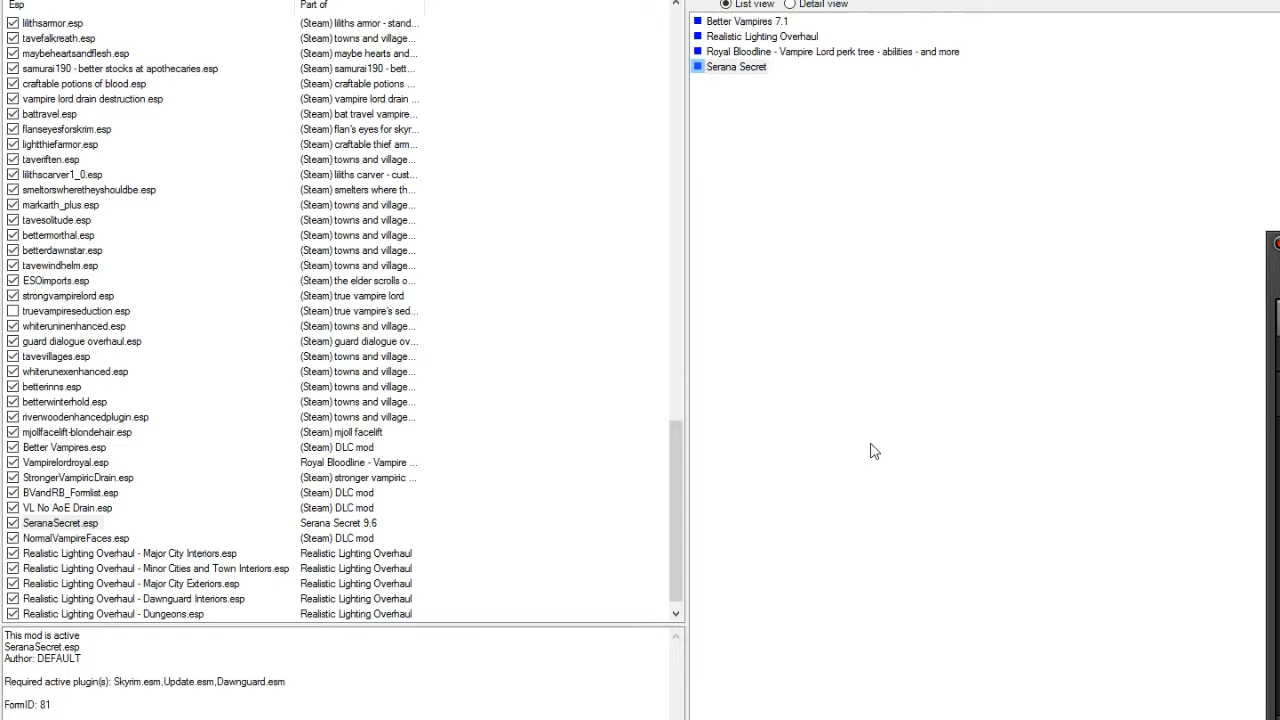 Esp Part of
lilithsarmor.esp (Steam) liliths armor - stand...
tavefalkreath.esp (Steam) towns and village...
maybeheartsandflesh.esp (Steam) maybe hearts and...
samurai190 - better stocks at apothecaries.esp (Steam) samurai190 - bett...
craftable potions of blood.esp (Steam) craftable potions ...
vampire lord drain destruction.esp (Steam) vampire lord drain ...
battravel.esp (Steam) bat travel vampire...
flanseyesforskrim.esp (Steam) flan's eyes for skyr...
lightthiefarmor.esp (Steam) craftable thief arm...
taveriften.esp (Steam) towns and village...
lilithscarver1_0.esp (Steam) liliths carver - cust...
smeltorswheretheyshouldbe.esp (Steam) smelters where th...
markarth_plus.esp (Steam) towns and village...
tavesolitude.esp (Steam) towns and village...
bettermorthal.esp (Steam) towns and village...
betterdawnstar.esp (Steam) towns and village...
tavewindhelm.esp (Steam) towns and village...
ESOimports.esp (Steam) the elder scrolls o...
strongvampirelord.esp (Steam) true vampire lord
truevampireseduction.esp (Steam) true vampire's sed...
whiteruninenhanced.esp (Steam) towns and village...
guard dialogue overhaul.esp (Steam) guard dialogue ov...
tavevillages.esp (Steam) towns and village...
whiterunexenhanced.esp (Steam) towns and village...
betterinns.esp (Steam) towns and village...
betterwinterhold.esp (Steam) towns and village...
riverwoodenhancedplugin.esp (Steam) towns and village...
mjollfacelift-blondehair.esp (Steam) mjoll facelift
Better Vampires.esp (Steam) DLC mod
Vampirelordroyal.esp Royal Bloodline - Vampire ...
StrongerVampiricDrain.esp (Steam) stronger vampiric ...
BVandRB_Formlist.esp (Steam) DLC mod
VL No AoE Drain.esp (Steam) DLC mod
SeranaSecret.esp Serana Secret 9.6
NormalVampireFaces.esp (Steam) DLC mod
Realistic Lighting Overhaul - Major City Interiors.esp Realistic Lighting Overhaul
Realistic Lighting Overhaul - Minor Cities and Town Interiors.esp Realistic Lighting Overhaul
Realistic Lighting Overhaul - Major City Exteriors.esp Realistic Lighting Overhaul
Realistic Lighting Overhaul - Dawnguard Interiors.esp Realistic Lighting Overhaul
Realistic Lighting Overhaul - Dungeons.esp Realistic Lighting Overhaul
This mod is active
SeranaSecret.esp
Author: DEFAULT
Required active plugin(s): Skyrim.esm,Update.esm,Dawnguard.esm
FormID: 81
List view Detail view
Better Vampires 7.1
Realistic Lighting Overhaul
Royal Bloodline - Vampire Lord perk tree - abilities - and more
Serana Secret